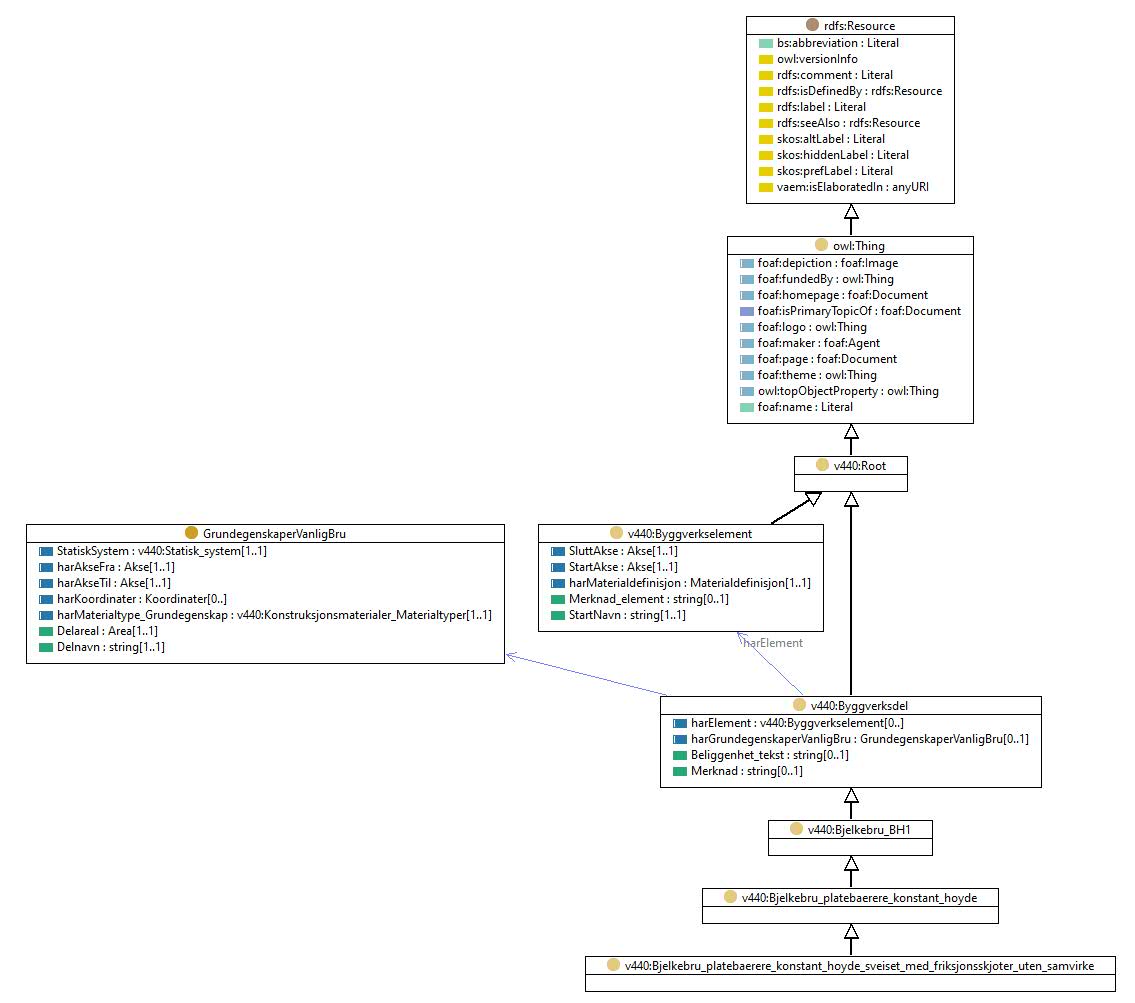 rdfs:Resource
bs:abbreviation : Literal
owl:versionInfo
rdfs:comment : Literal
rdfs:isDefinedBy : rdfs:Resource
rdfs:label : Literal
rdfs:seeAlso : rdfs:Resource
skos:altLabel : Literal
skos:hiddenLabel : Literal
skos:prefLabel : Literal
vaem:isElaboratedIn : anyURI
owl:Thing
foaf:depiction : foaf:Image
foaf:fundedBy : owl:Thing
foaf:homepage : foaf:Document
foaf:isPrimaryTopicOf : foaf:Document
foaf:logo : owl:Thing
foaf:maker : foaf:Agent
foaf:page : foaf:Document
foaf:theme : owl:Thing
owl:topObjectProperty : owl:Thing
foaf:name : Literal
v440:Root
GrundegenskaperVanligBru
StatiskSystem : v440:Statisk_system[1..1]
harAkseFra : Akse[1..1]
harAkseTil : Akse[1..1]
harKoordinater : Koordinater[0..]
harMaterialtype_Grundegenskap : v440:Konstruksjonsmaterialer_Materialtyper[1..1]
Delareal : Area[1..1]
Delnavn : string[1..1]
v440:Byggverkselement
SluttAkse : Akse[1..1]
StartAkse : Akse[1..1]
harMaterialdefinisjon : Materialdefinisjon[1..1]
Merknad_element : string[0..1]
StartNavn : string[1..1]
harElement
v440:Byggverksdel
harElement : v440:Byggverkselement[0..]
harGrundegenskaperVanligBru : GrundegenskaperVanligBru[0..1]
Beliggenhet_tekst : string[0..1]
Merknad : string[0..1]
v440:Bjelkebru_BH1
v440:Bjelkebru_platebaerere_konstant_hoyde
v440:Bjelkebru_platebaerere_konstant_hoyde_sveiset_med_friksjonsskjoter_uten_samvirke